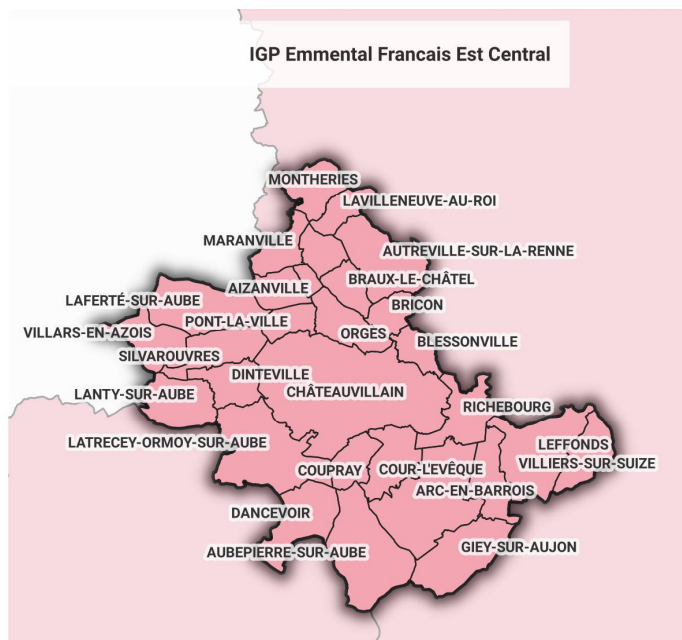 IGP Emmental Francais Est Central
MONTHERIES
LAVILLENEUVE-AU-ROI
MARANVILLE
AUTREVILLE-SUR-LA-RENNE
BRAUX-LE-CHÂTEL
AIZANVILLE
LAFERTÉ-SUR-AUBE
BRICON
PONT-LA-VILLE
VILLARS-EN-AZOIS
ORGES
BLESSONVILLE
SILVAROUVRES
DINTEVILLE
CHÂTEAUVILLAIN
LANTY-SUR-AUBE
RICHEBOURG
LATRECEY-ORMOY-SUR-AUBE
LEFFONDS
VILLIERS-SUR-SUIZE
COUPRAY
COUR-L'EVÊQUE
ARC-EN-BARROIS
DANCEVOIR
GIEY-SUR-AUJON
AUBEPIERRE-SUR-AUBE